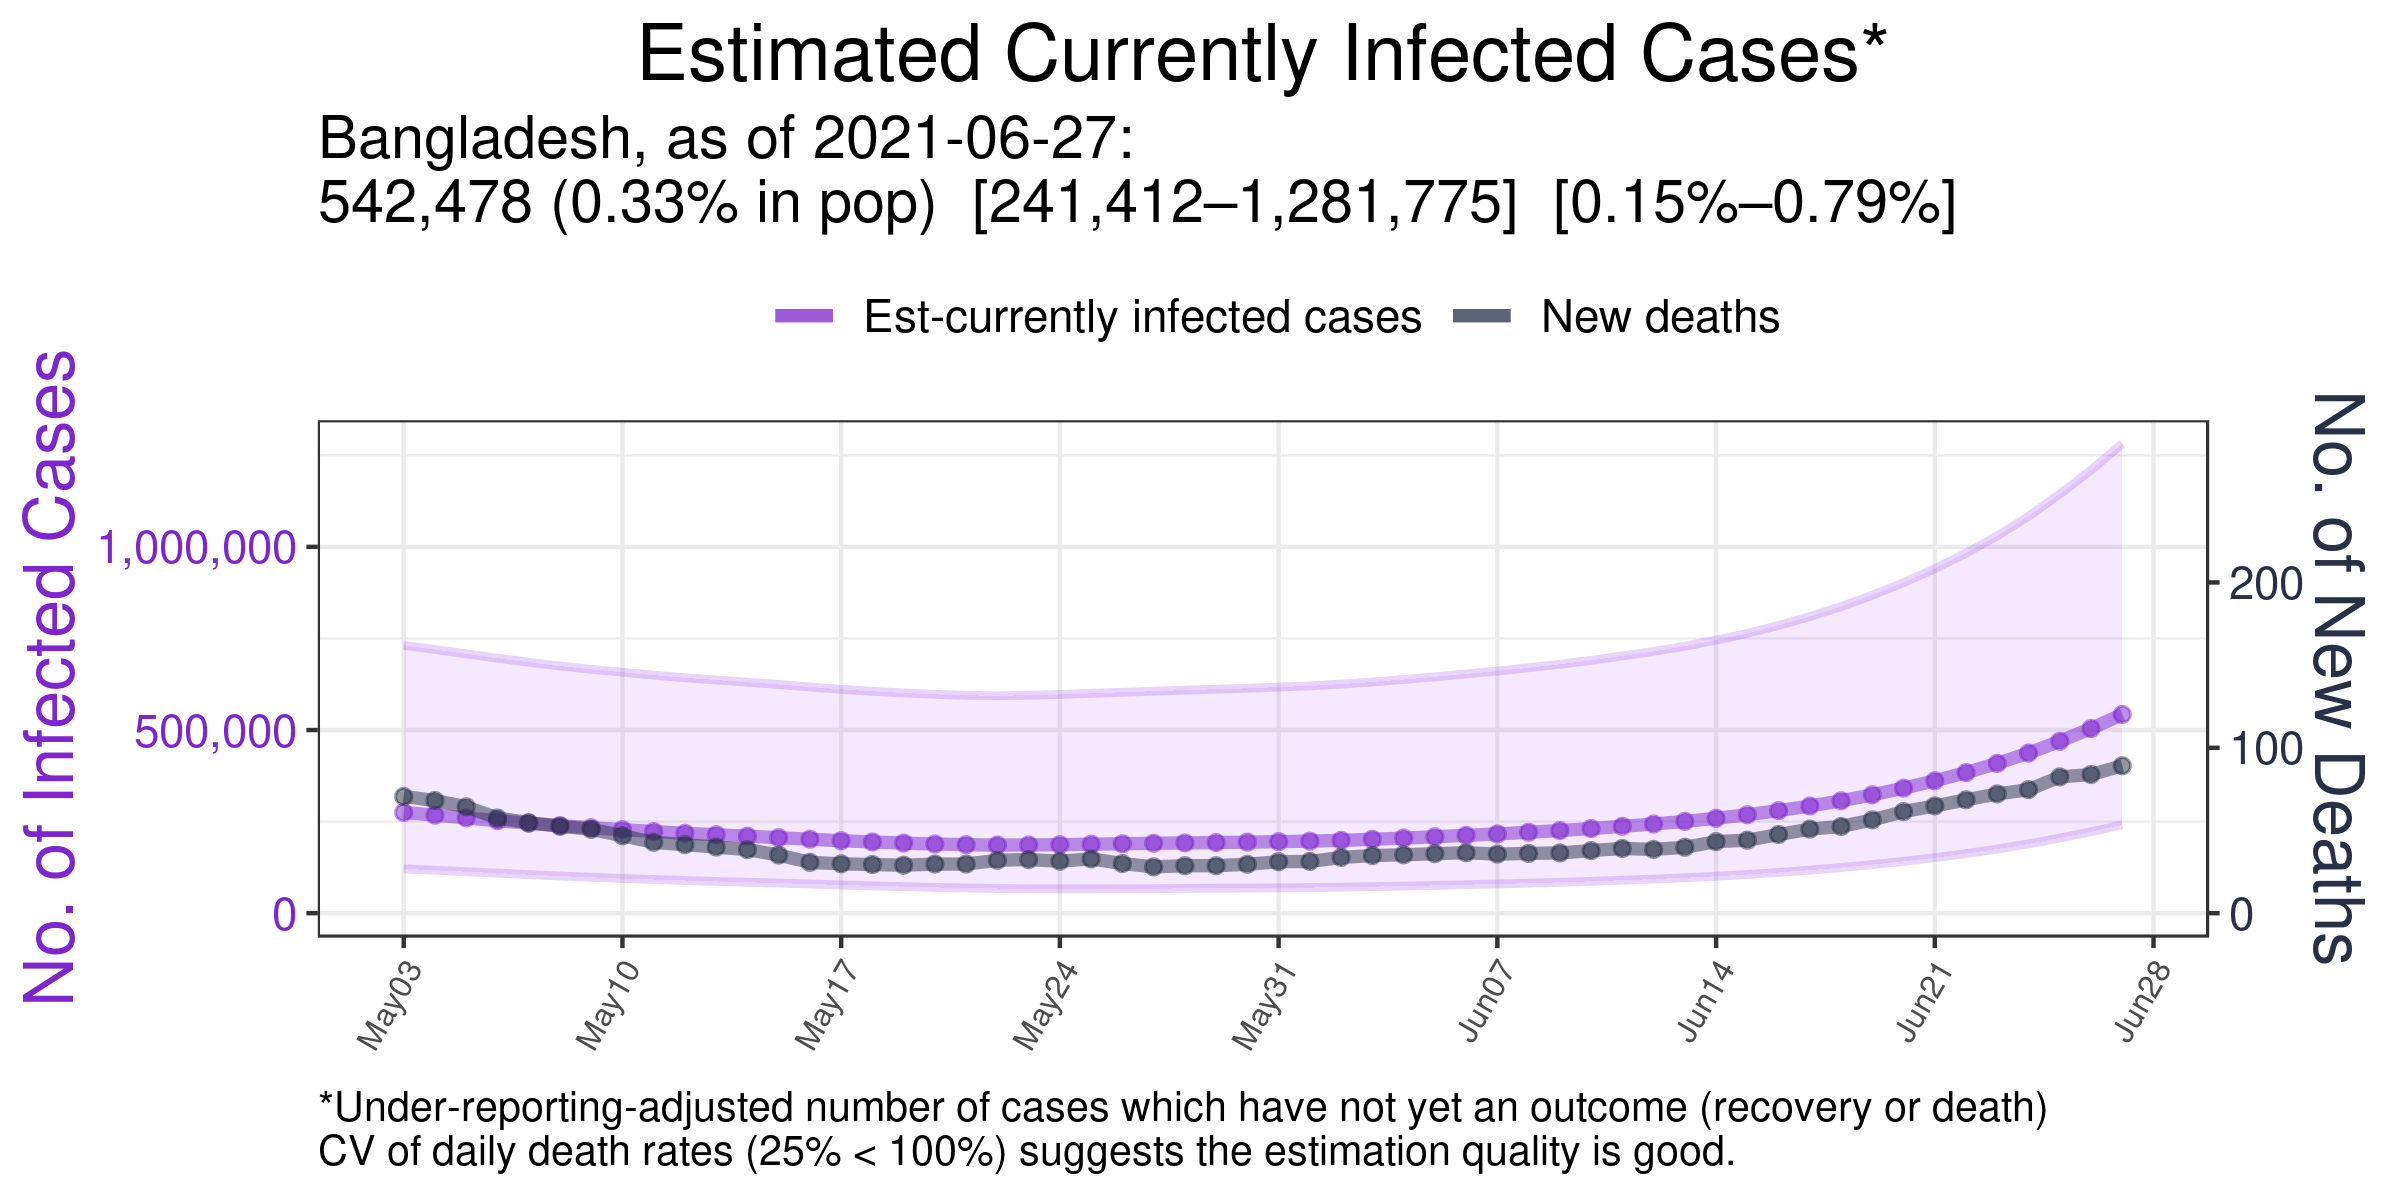 Estimated Currently Infected Cases*
Bangladesh, as of 2021-06-27:
542,478 (0.33% in pop)  [241,412–1,281,775]  [0.15%–0.79%]
Est-currently infected cases
New deaths
No. of Infected Cases
1,000,000
500,000
0
No. of New Deaths
200
100
0
May03
May10
May17
May24
May31
Jun07
Jun14
Jun21
Jun28
*Under-reporting-adjusted number of cases which have not yet an outcome (recovery or death)
CV of daily death rates (25% < 100%) suggests the estimation quality is good.